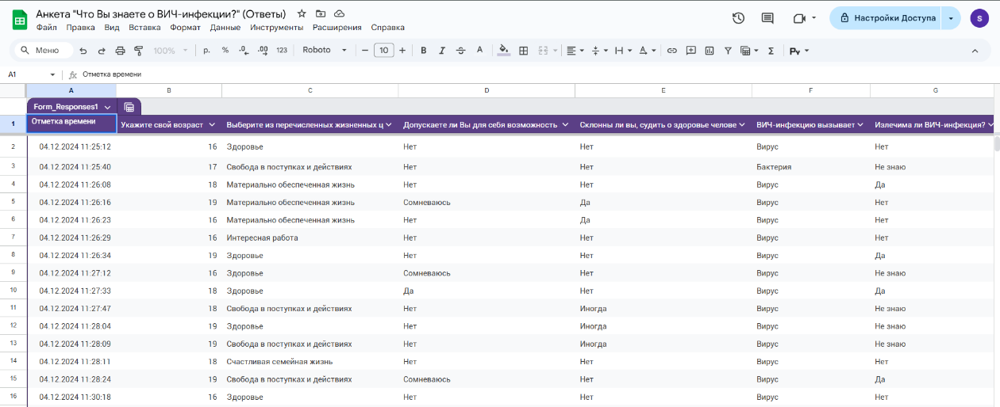 Анкета "Что Вы знаете о ВИЧ-инфекции?" (Ответы)
Файл Правка Вид Вставка Формат Данные Инструменты Расширения Справка
Настройки Доступа
S
Меню 100% р. % .0 .00 123 Roboto 10 B I A Σ
A1 fx Отметка времени
A B C D E F G
Form_Responses1
1 Отметка времени Укажите свой возраст Выберите из перечисленных жизненных ц Допускаете ли Вы для себя возможность Склонны ли вы, судить о здоровье челове ВИЧ-инфекцию вызывает Излечима ли ВИЧ-инфекция?
2 04.12.2024 11:25:12 16 Здоровье Нет Нет Вирус Нет
3 04.12.2024 11:25:40 17 Свобода в поступках и действиях Нет Нет Бактерия Не знаю
4 04.12.2024 11:26:08 18 Материально обеспеченная жизнь Нет Нет Вирус Да
5 04.12.2024 11:26:16 19 Материально обеспеченная жизнь Сомневаюсь Да Вирус Нет
6 04.12.2024 11:26:23 16 Материально обеспеченная жизнь Нет Да Вирус Нет
7 04.12.2024 11:26:29 16 Интересная работа Нет Нет Вирус Нет
8 04.12.2024 11:26:34 19 Здоровье Нет Нет Вирус Да
9 04.12.2024 11:27:12 16 Здоровье Сомневаюсь Нет Вирус Не знаю
10 04.12.2024 11:27:33 18 Здоровье Да Нет Вирус Да
11 04.12.2024 11:27:47 18 Свобода в поступках и действиях Нет Иногда Вирус Не знаю
12 04.12.2024 11:28:04 19 Здоровье Нет Иногда Вирус Не знаю
13 04.12.2024 11:28:09 19 Свобода в поступках и действиях Нет Иногда Вирус Не знаю
14 04.12.2024 11:28:11 18 Счастливая семейная жизнь Нет Нет Вирус Нет
15 04.12.2024 11:28:24 19 Свобода в поступках и действиях Сомневаюсь Нет Вирус Да
16 04.12.2024 11:30:18 16 Здоровье Нет Нет Вирус Нет